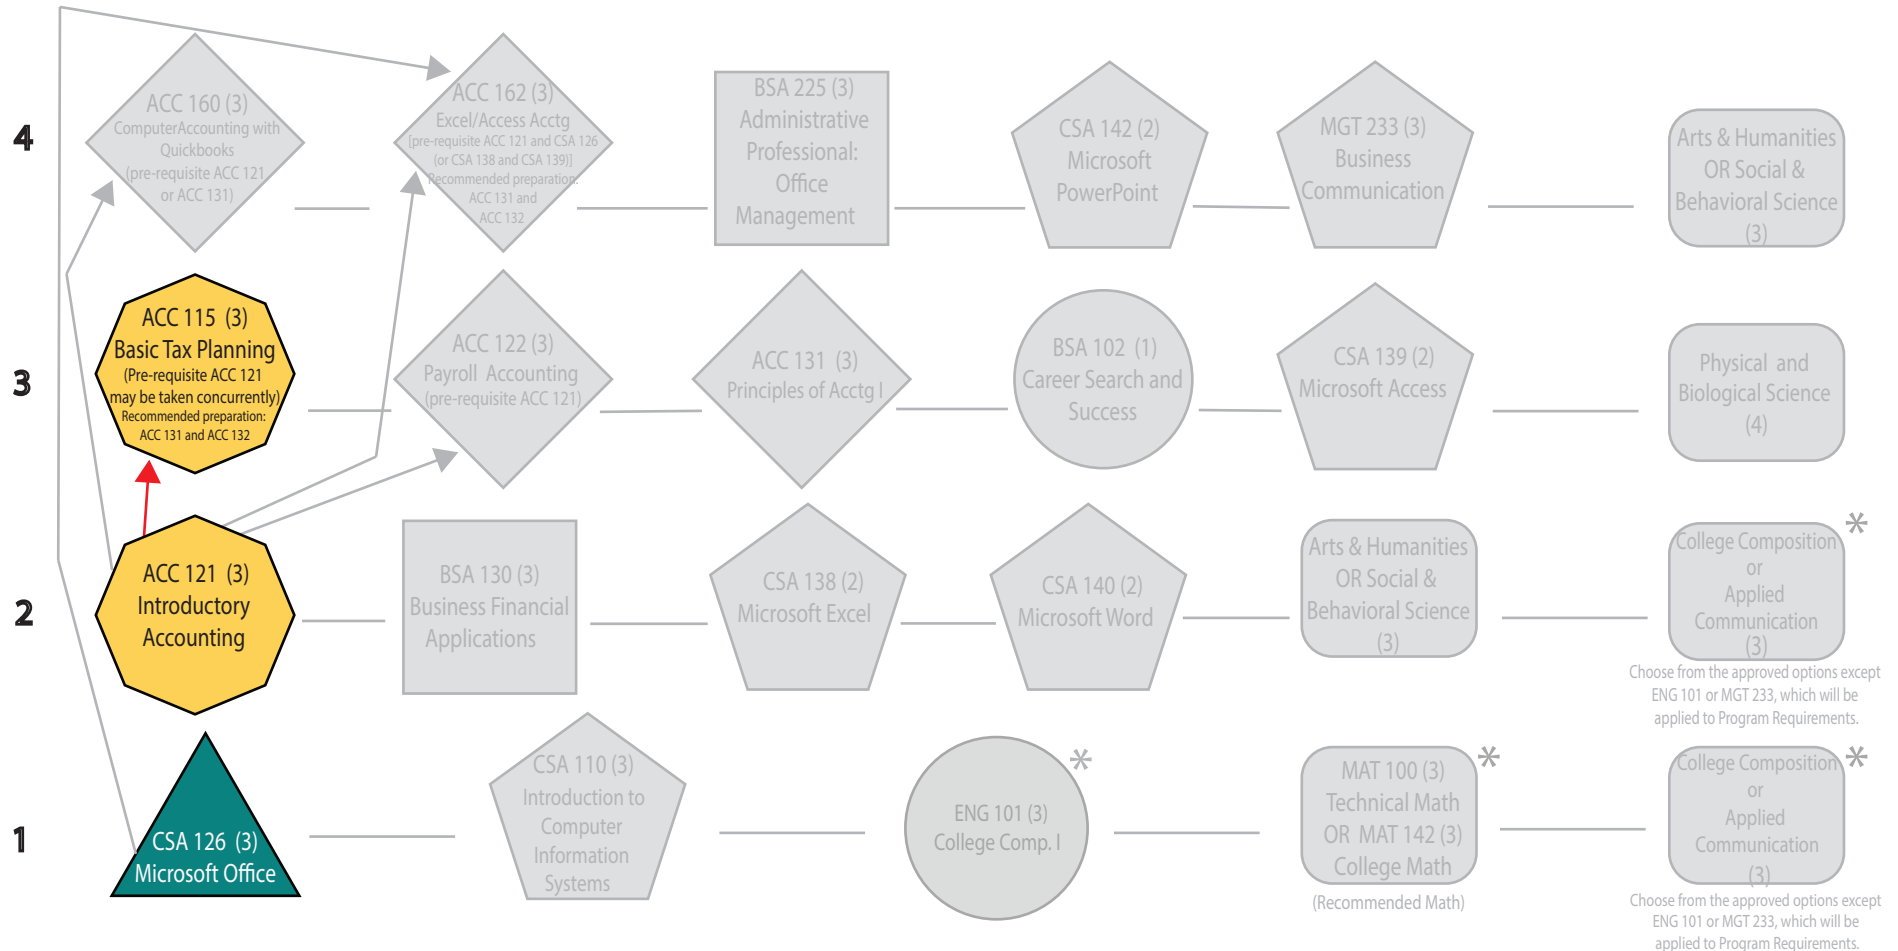 4
ACC 160 (3)
ComputerAccounting with
Quickbooks
(pre-requisite ACC 121
or ACC 131)
ACC 162 (3)
Excel/Access Acctg
[pre-requisite ACC 121 and CSA 126
(or CSA 138 and CSA 139)]
Recommended preparation:
ACC 131 and
ACC 132
BSA 225 (3)
Administrative
Professional:
Office
Management
CSA 142 (2)
Microsoft
PowerPoint
MGT 233 (3)
Business
Communication
Arts & Humanities
OR Social &
Behavioral Science
(3)
3
ACC 115 (3)
Basic Tax Planning
(Pre-requisite ACC 121
may be taken concurrently)
Recommended preparation:
ACC 131 and ACC 132
ACC 122 (3)
Payroll Accounting
(pre-requisite ACC 121)
ACC 131 (3)
Principles of Acctg I
BSA 102 (1)
Career Search and
Success
CSA 139 (2)
Microsoft Access
Physical and
Biological Science
(4)
2
ACC 121 (3)
Introductory
Accounting
BSA 130 (3)
Business Financial
Applications
CSA 138 (2)
Microsoft Excel
CSA 140 (2)
Microsoft Word
Arts & Humanities
OR Social &
Behavioral Science
(3)
College Composition *
or
Applied
Communication
(3)
Choose from the approved options except
ENG 101 or MGT 233, which will be
applied to Program Requirements.
1
CSA 126 (3)
Microsoft Office
CSA 110 (3)
Introduction to
Computer
Information
Systems
*
ENG 101 (3)
College Comp. I
*
MAT 100 (3)
Technical Math
OR MAT 142 (3)
College Math
(Recommended Math)
College Composition *
or
Applied
Communication
(3)
Choose from the approved options except
ENG 101 or MGT 233, which will be
applied to Program Requirements.